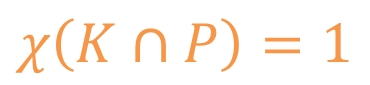 χ(K ∩ P) = 1